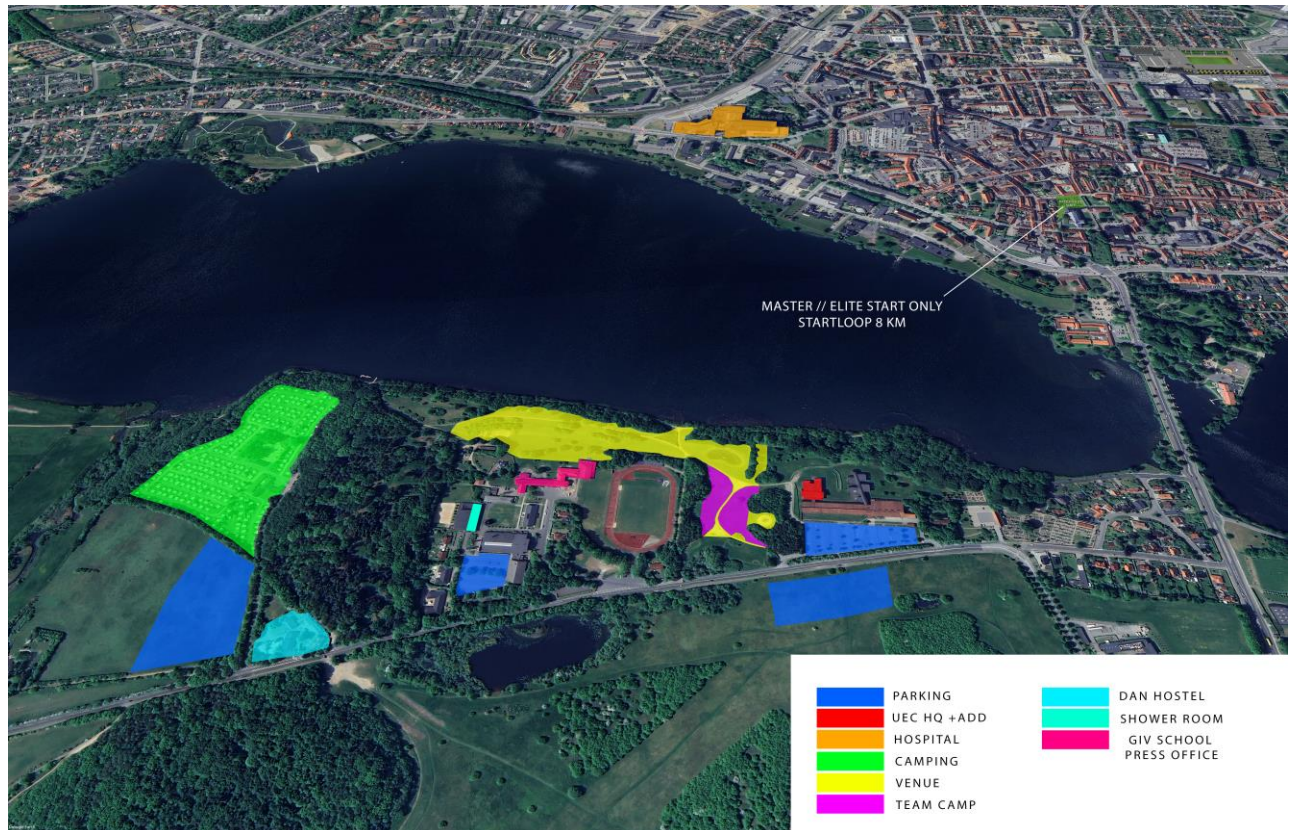 MASTER // ELITE START ONLY
STARTLOOP 8 KM
PARKING
UEC HQ +ADD
HOSPITAL
CAMPING
VENUE
TEAM CAMP
DAN HOSTEL
SHOWER ROOM
GIV SCHOOL
PRESS OFFICE